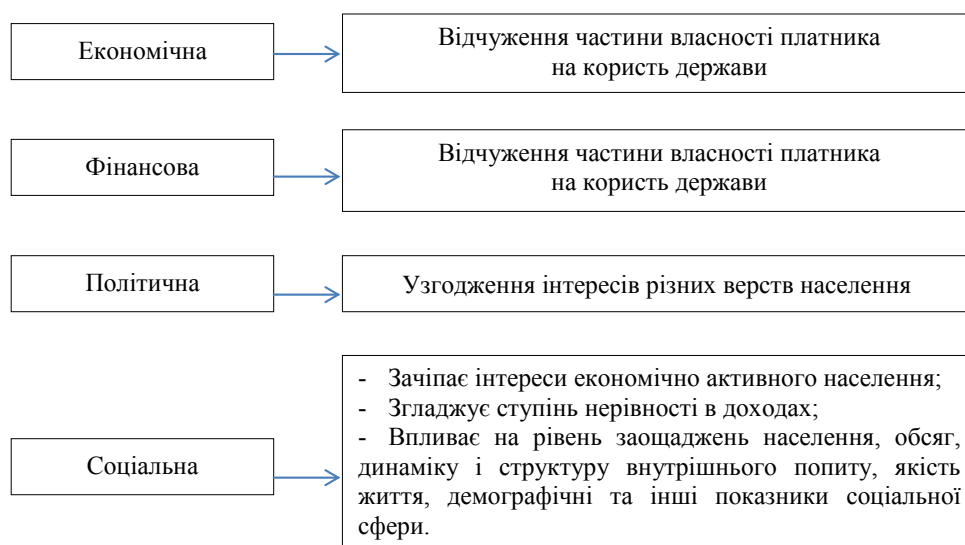 Економічна
Відчуження частини власності платника
на користь держави
Фінансова
Відчуження частини власності платника
на користь держави
Політична
Узгодження інтересів різних верств населення
Соціальна
- Зачіпає інтереси економічно активного населення;
- Згладжує ступінь нерівності в доходах;
- Впливає на рівень заощаджень населення, обсяг,
динаміку і структуру внутрішнього попиту, якість
життя, демографічні та інші показники соціальної
сфери.